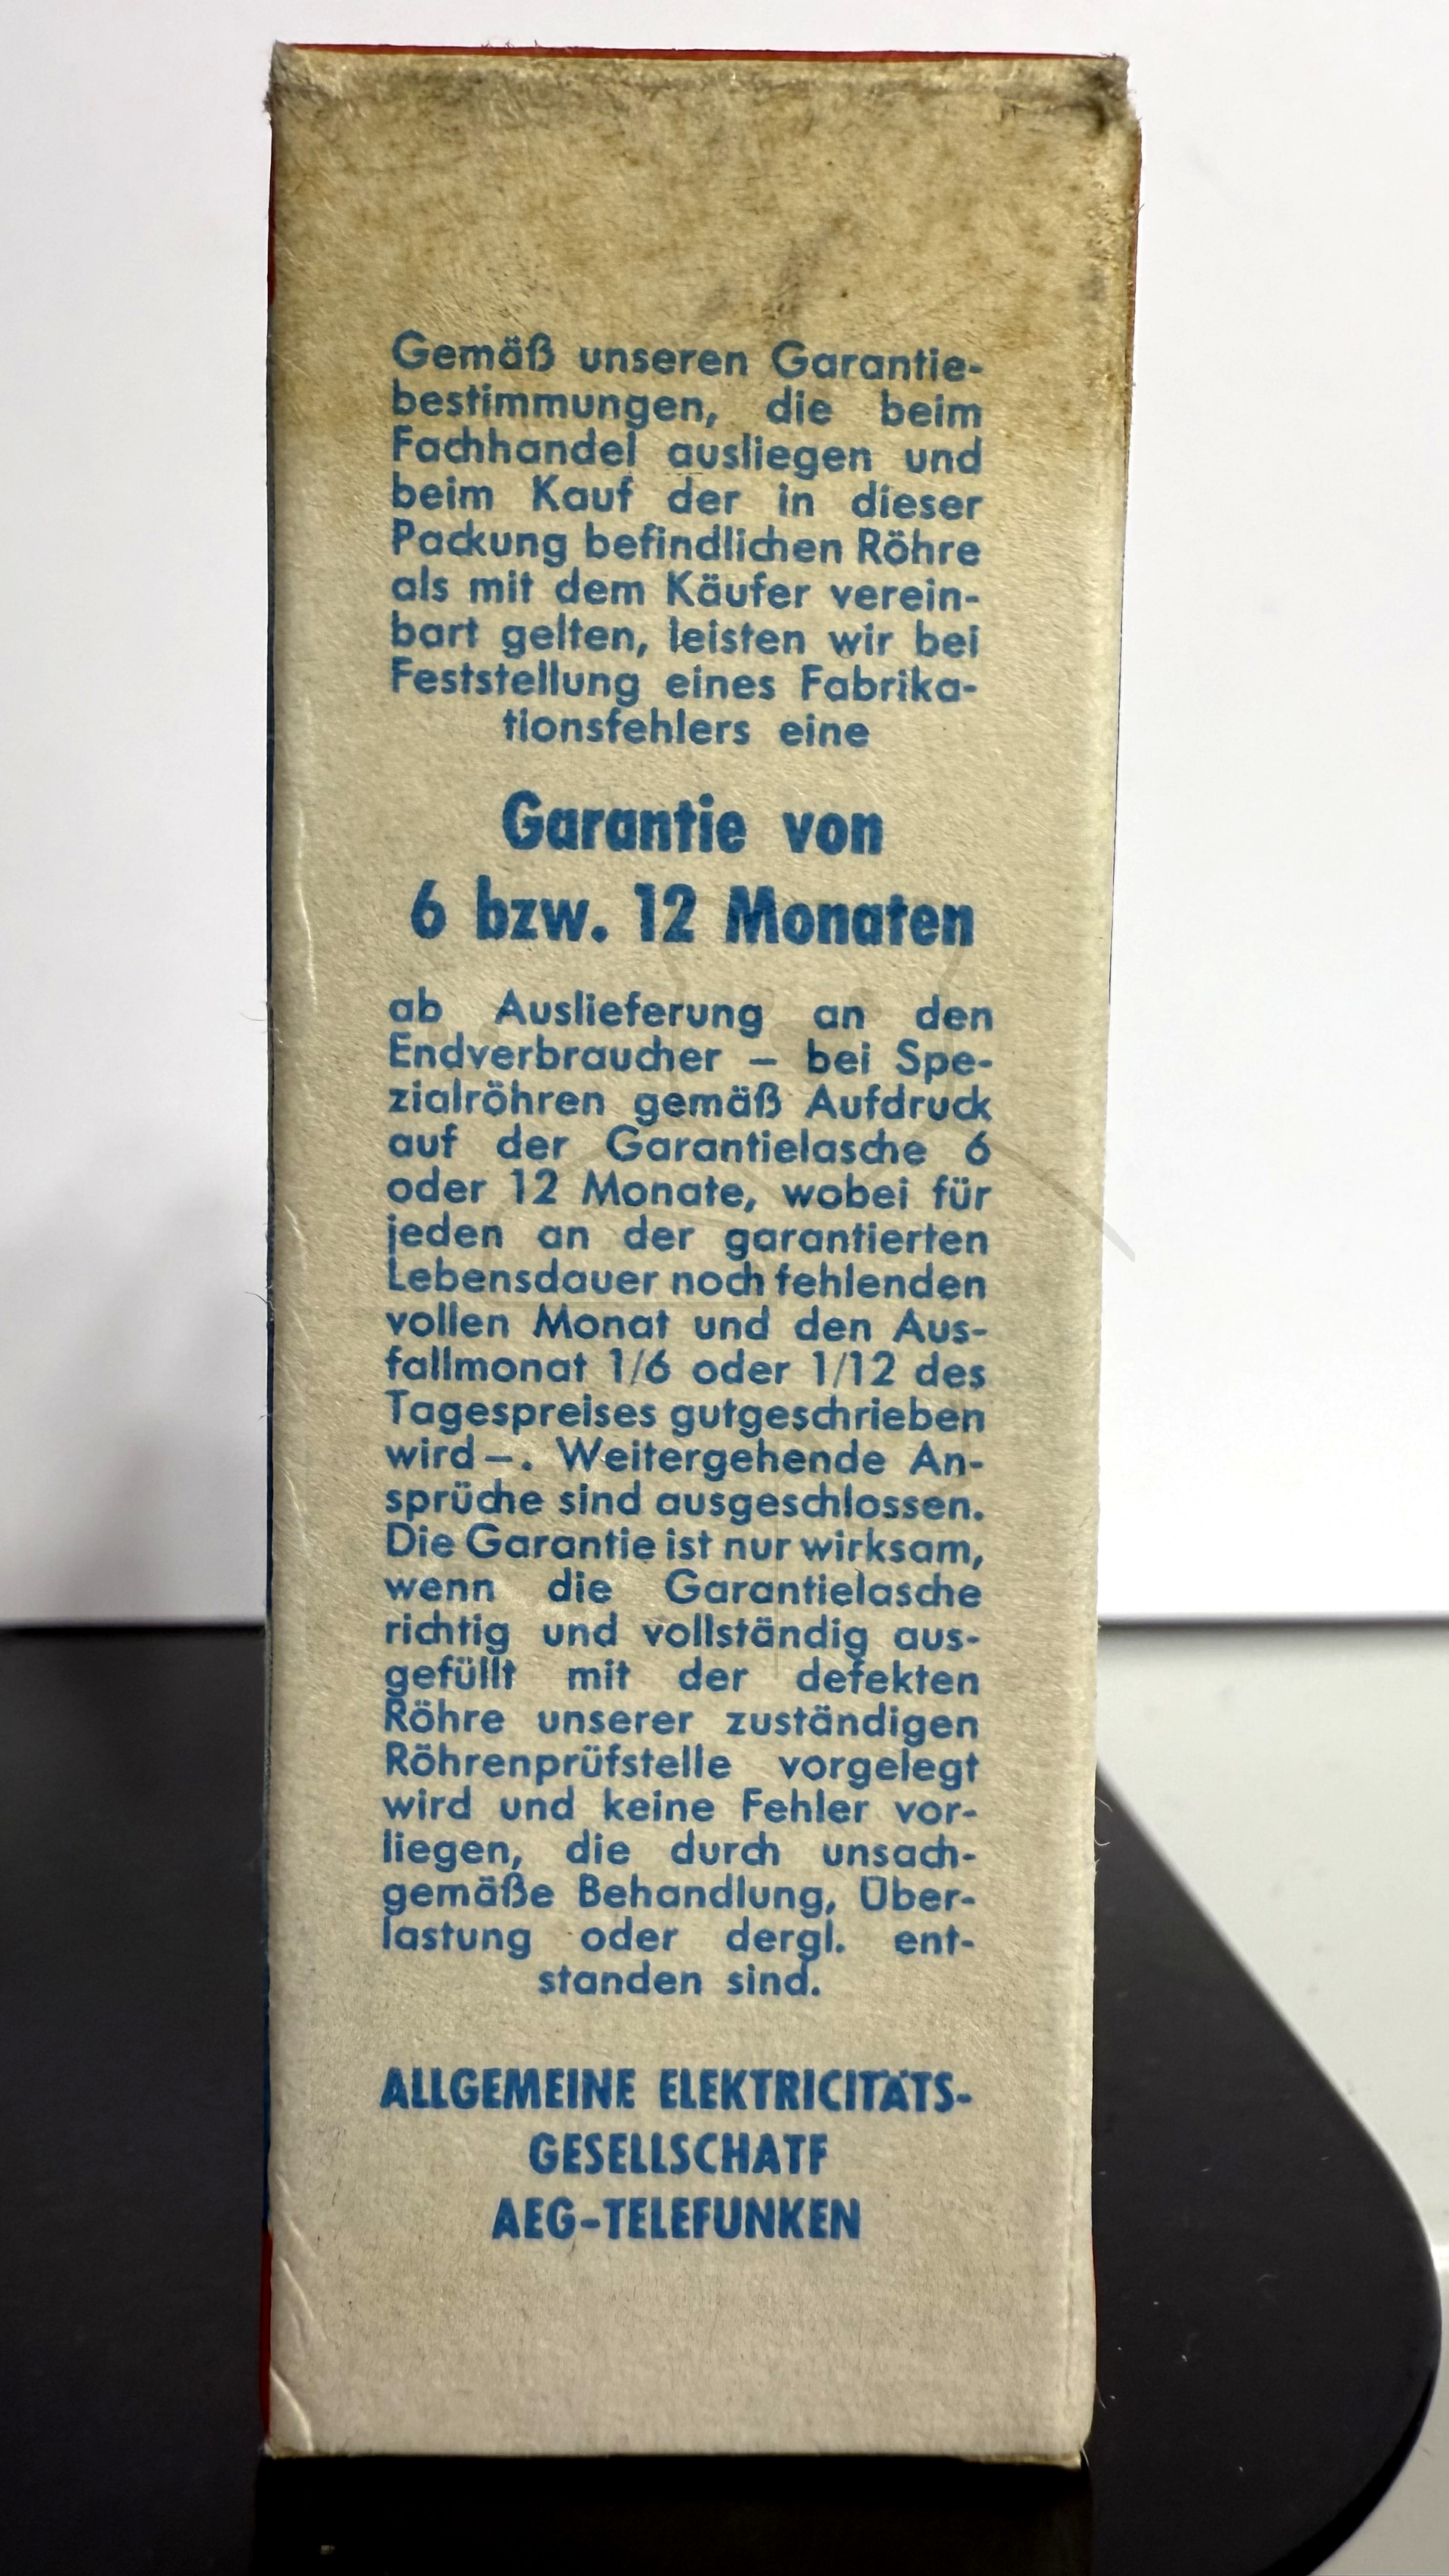 Gemäß unseren Garantie-
bestimmungen, die beim
Fachhandel ausliegen und
beim Kauf der in dieser
Packung befindlichen Röhre
als mit dem Käufer verein-
bart gelten, leisten wir bei
Feststellung eines Fabrika-
tionsfehlers eine
Garantie von
6 bzw. 12 Monaten
ab Auslieferung an den
Endverbraucher – bei Spe-
zialröhren gemäß Aufdruck
auf der Garantielasche 6
oder 12 Monate, wobei für
jeden an der garantierten
Lebensdauer noch fehlenden
vollen Monat und den Aus-
fallmonat 1/6 oder 1/12 des
Tagespreises gutgeschrieben
wird –. Weitergehende An-
sprüche sind ausgeschlossen.
Die Garantie ist nur wirksam,
wenn die Garantielasche
richtig und vollständig aus-
gefüllt mit der defekten
Röhre unserer zuständigen
Röhrenprüfstelle vorgelegt
wird und keine Fehler vor-
liegen, die durch unsach-
gemäße Behandlung, Über-
lastung oder dergl. ent-
standen sind.
ALLGEMEINE ELEKTRICITÄTS-
GESELLSCHATF
AEG-TELEFUNKEN